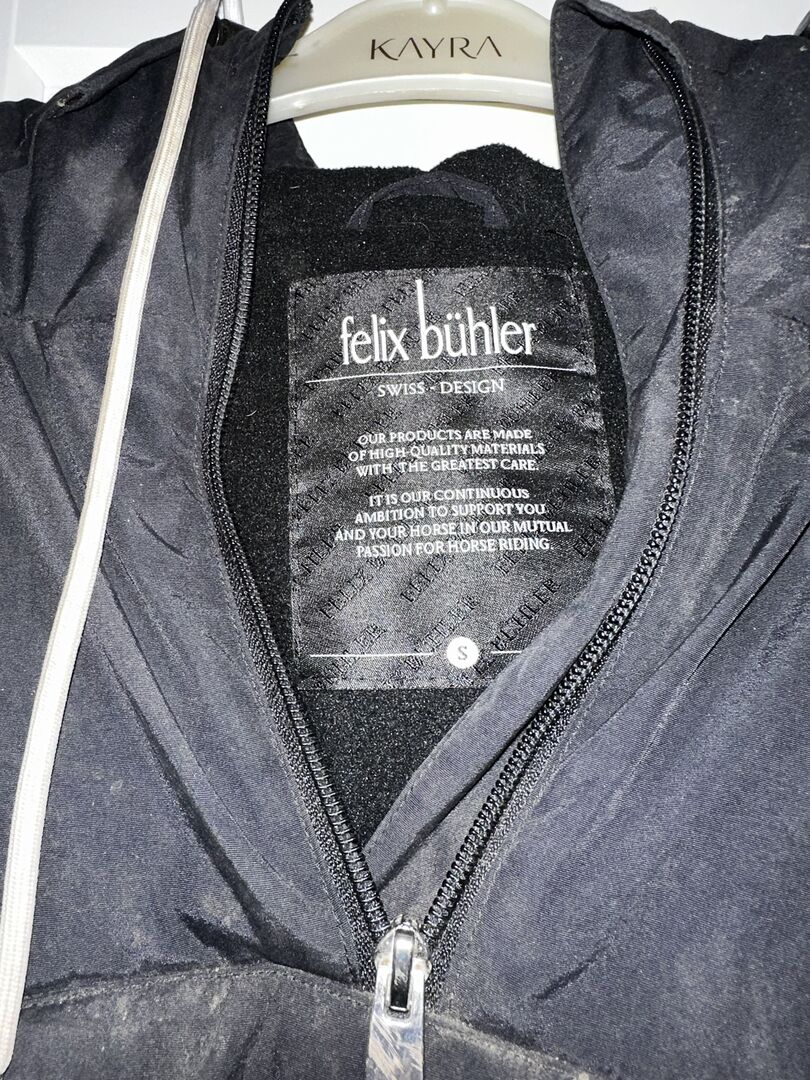 KAYRA
felix bühler
SWISS - DESIGN
OUR PRODUCTS ARE MADE
OF HIGH-QUALITY MATERIALS
WITH THE GREATEST CARE.
IT IS OUR CONTINUOUS
AMBITION TO SUPPORT YOU
AND YOUR HORSE IN OUR MUTUAL
PASSION FOR HORSE RIDING.
S